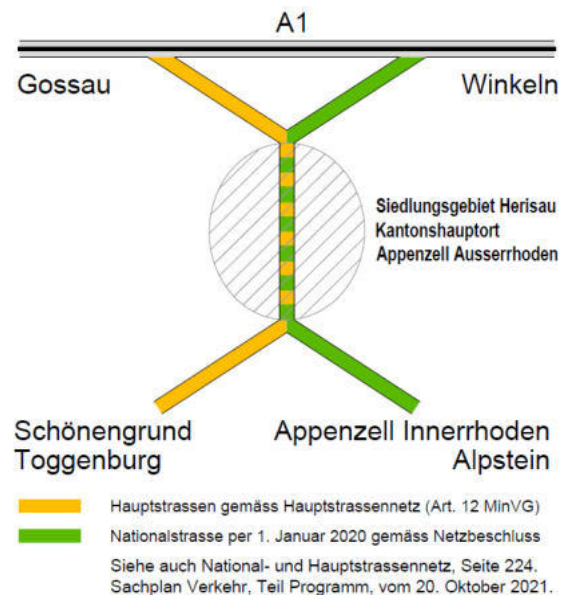 A1
Gossau
Winkeln
Siedlungsgebiet Herisau
Kantonshauptort
Appenzell Ausserrhoden
Schönengrund
Toggenburg
Appenzell Innerrhoden
Alpstein
Hauptstrassen gemäss Hauptstrassennetz (Art. 12 MinVG)
Nationalstrasse per 1. Januar 2020 gemäss Netzbeschluss
Siehe auch National- und Hauptstrassennetz, Seite 224.
Sachplan Verkehr, Teil Programm, vom 20. Oktober 2021.